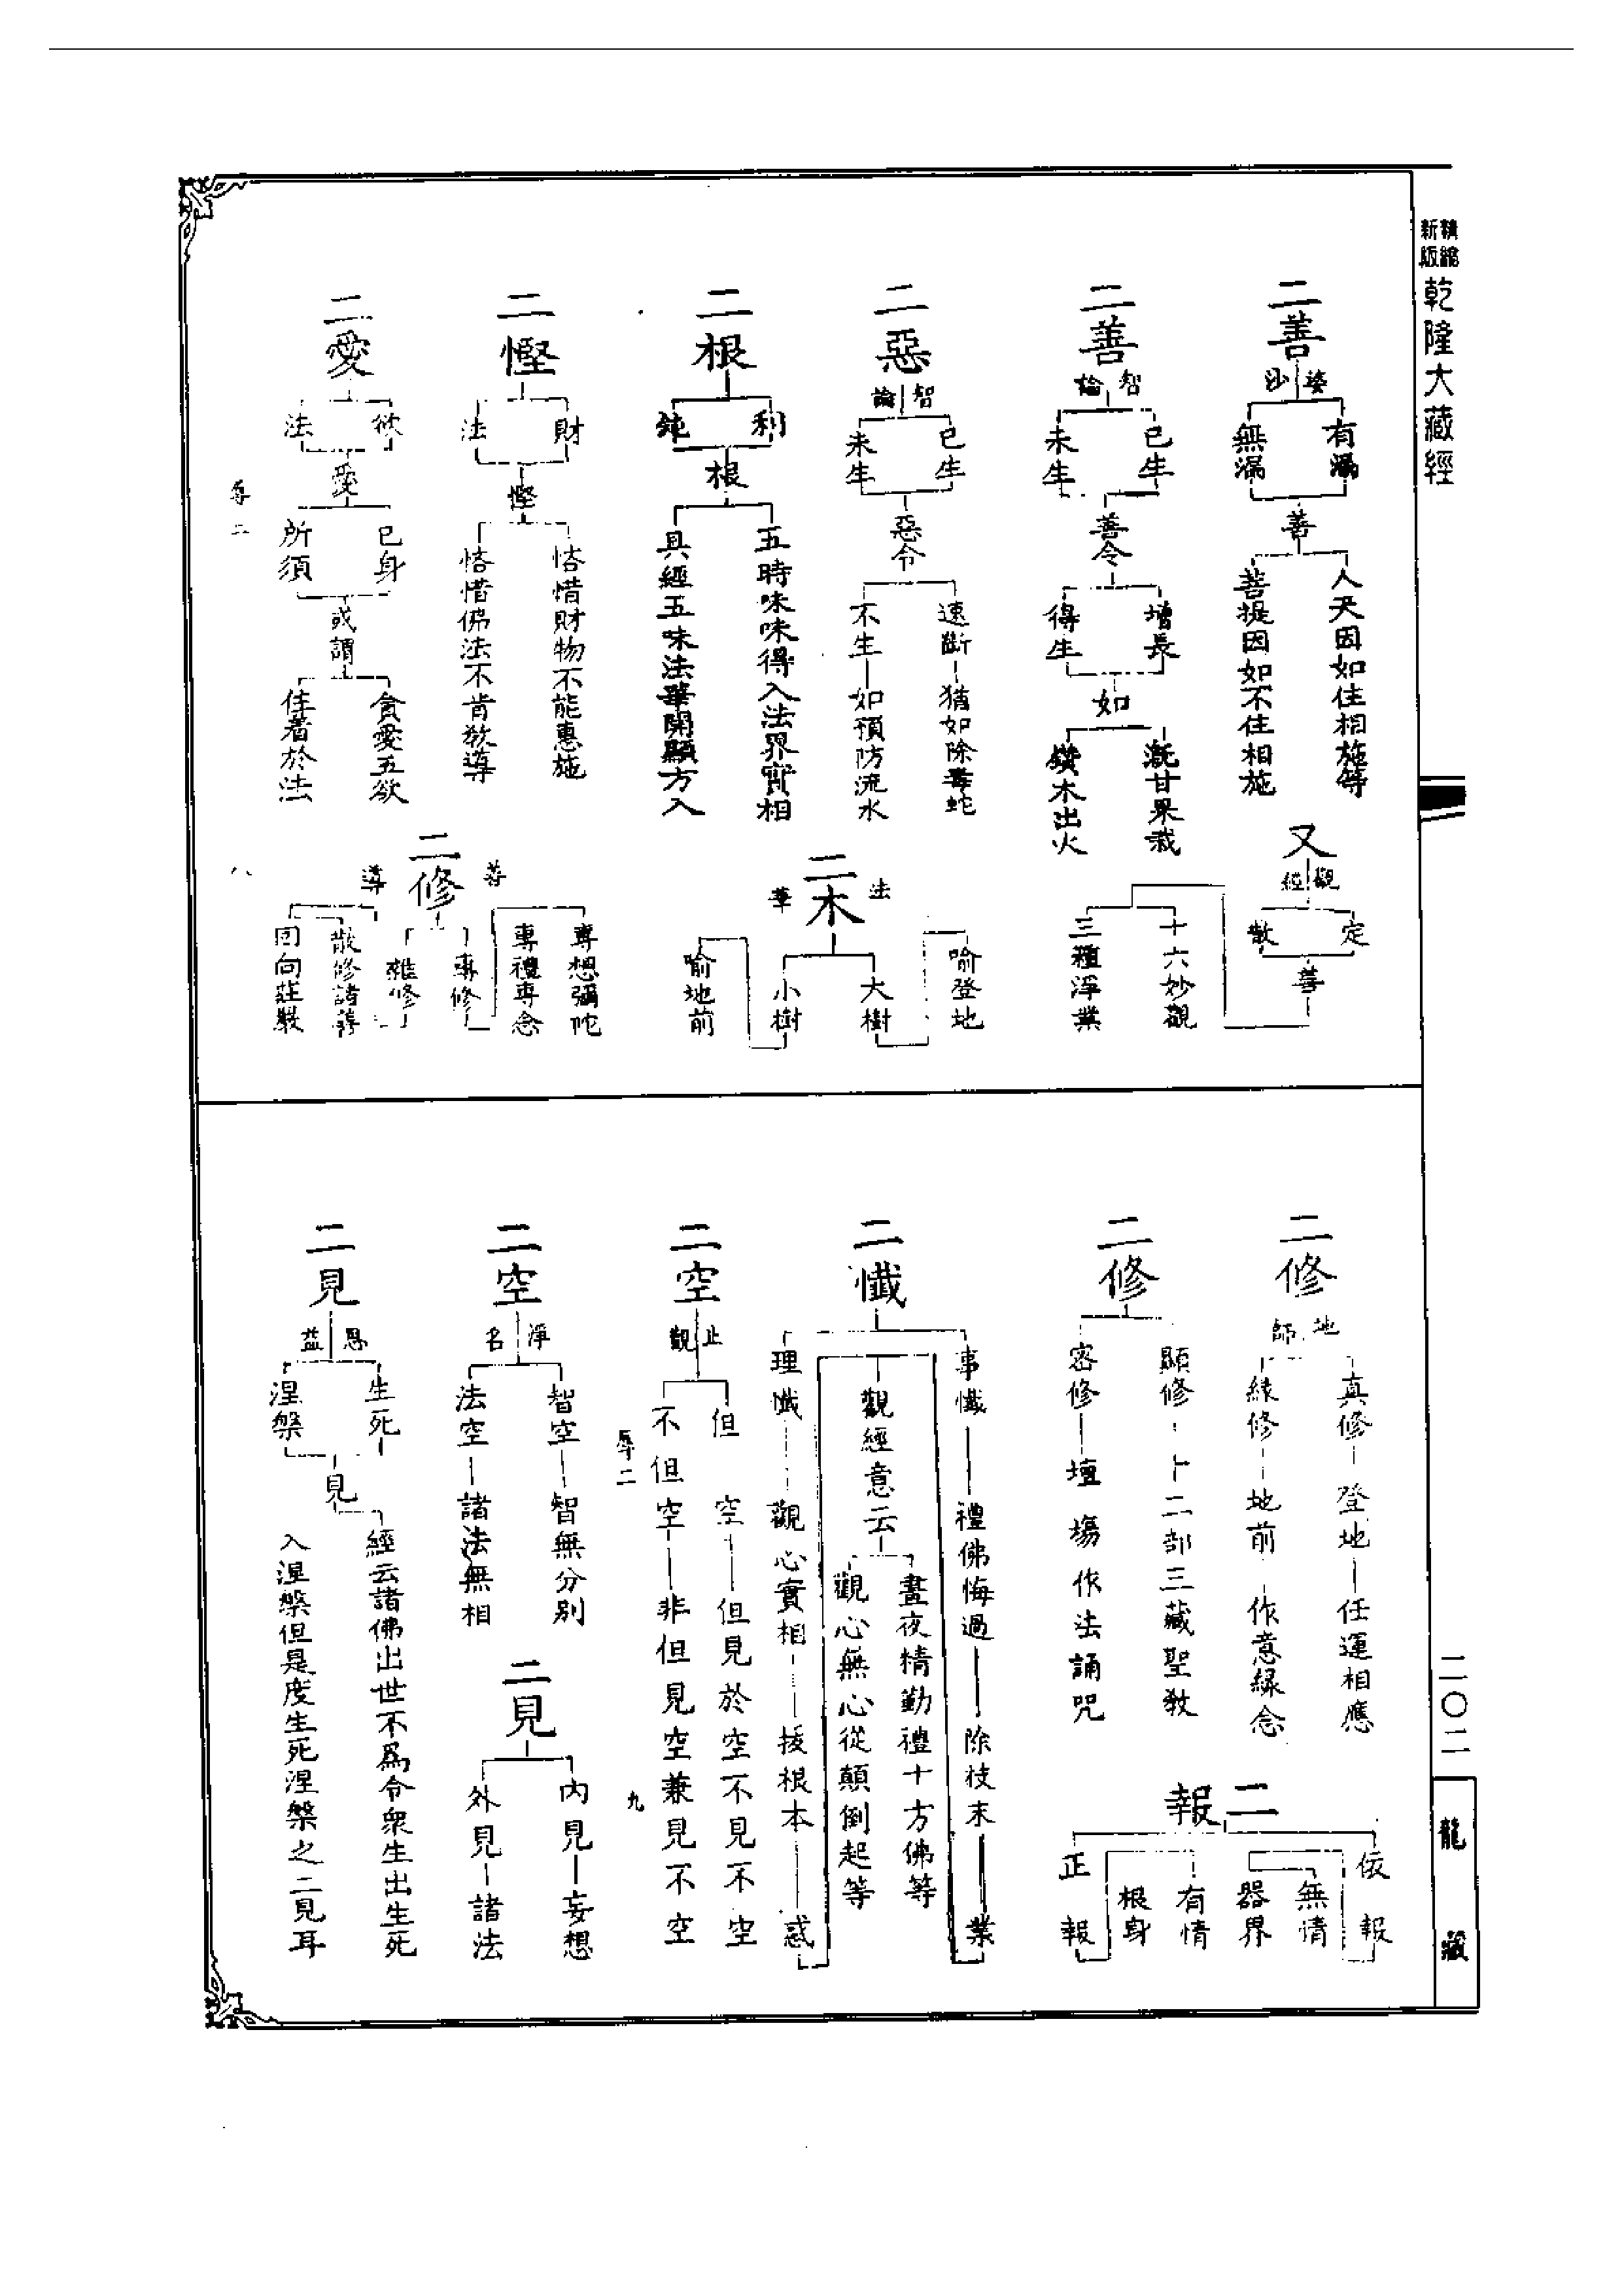 新版精縮
乾隆大藏經
二〇二
龍藏
二善
婆沙
有漏
無漏
善
人天因如住相施等
菩提因如不住相施
又
觀經
定
散
善
十六妙觀
三種淨業
二善
智論
已生
未生
善令
增長
得生
如
溉甘果栽
鑽木出火
二惡
智論
已生
未生
惡令
速斷
猶如除毒蛇
不生
如預防流水
二木
法華
大樹
喻登地
小樹
喻地前
二根
利
鈍
根
五時味味得入法界實相
具經五味法華開顯方入
二慳
財
法
慳
悋惜財物不能惠施
悋惜佛法不肯教導
二愛
欲
法
愛
已身
所須
或謂
貪愛五欲
住著於法
二修
善導
專修
專想彌陀
專禮專念
雜修
散修諸善
回向莊嚴
八
二修
地師
真修
登地
任運相應
緣修
地前
作意緣念
二修
顯修
十二部三藏聖教
密修
壇場作法誦咒
二報
依報
無情
器界
正報
有情
根身
二懺
事懺
禮佛悔過
除枝末
業
理懺
觀心實相
拔根本
惑
觀經意云
晝夜精勤禮十方佛等
觀心無心從顛倒起等
二空
止觀
但空
但見於空不見不空
不但空
非但見空兼見不空
辱二
九
二空
淨名
智空
智無分別
法空
諸法無相
二見
內見
妄想
外見
諸法
二見
思益
生死
涅槃
見
經云諸佛出世不爲令衆生出生死
入涅槃但是度生死涅槃之二見耳